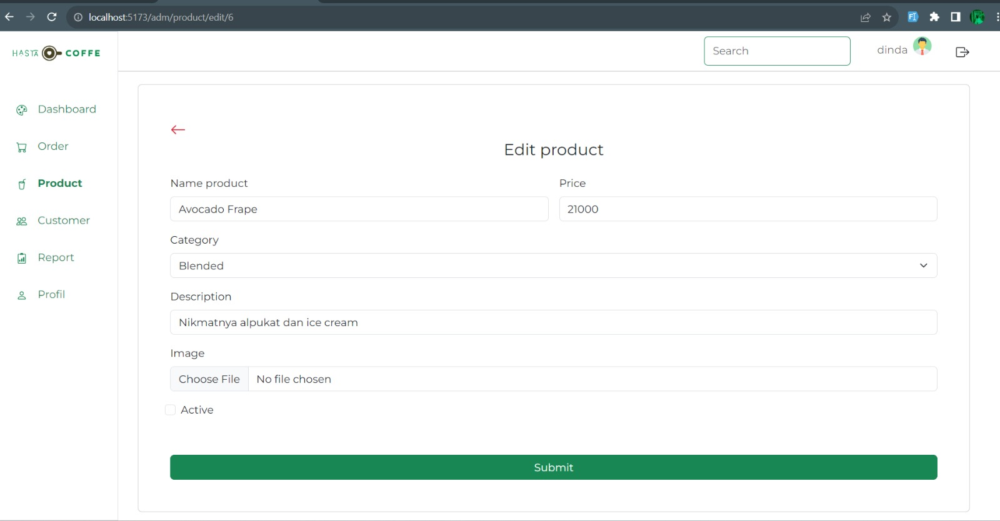 localhost:5173/adm/product/edit/6
HASTA COFFE
Search
dinda
Dashboard
Order
Product
Customer
Report
Profil
Edit product
Name product
Price
Avocado Frape
21000
Category
Blended
Description
Nikmatnya alpukat dan ice cream
Image
Choose File
No file chosen
Active
Submit